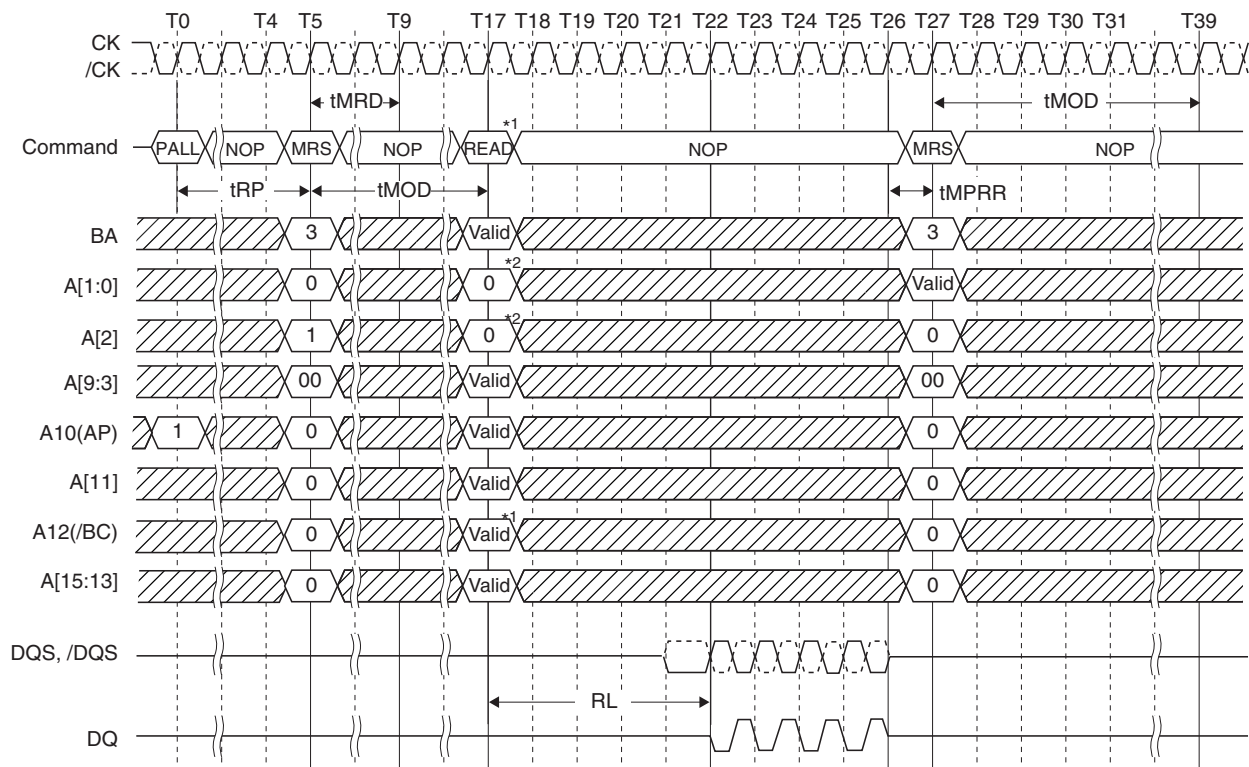 T0 T4 T5 T9 T17 T18 T19 T20 T21 T22 T23 T24 T25 T26 T27 T28 T29 T30 T31 T39
CK
/CK
tMRD tMOD
*1
Command PALL NOP MRS NOP READ NOP MRS NOP
tRP tMOD tMPRR
BA 3 Valid 3
*2
A[1:0] 0 0 Valid
*2
A[2] 1 0 0
A[9:3] 00 Valid 00
A10(AP) 1 0 Valid 0
A[11] 0 Valid 0
*1
A12(/BC) 0 Valid 0
A[15:13] 0 Valid 0
DQS, /DQS
RL
DQ